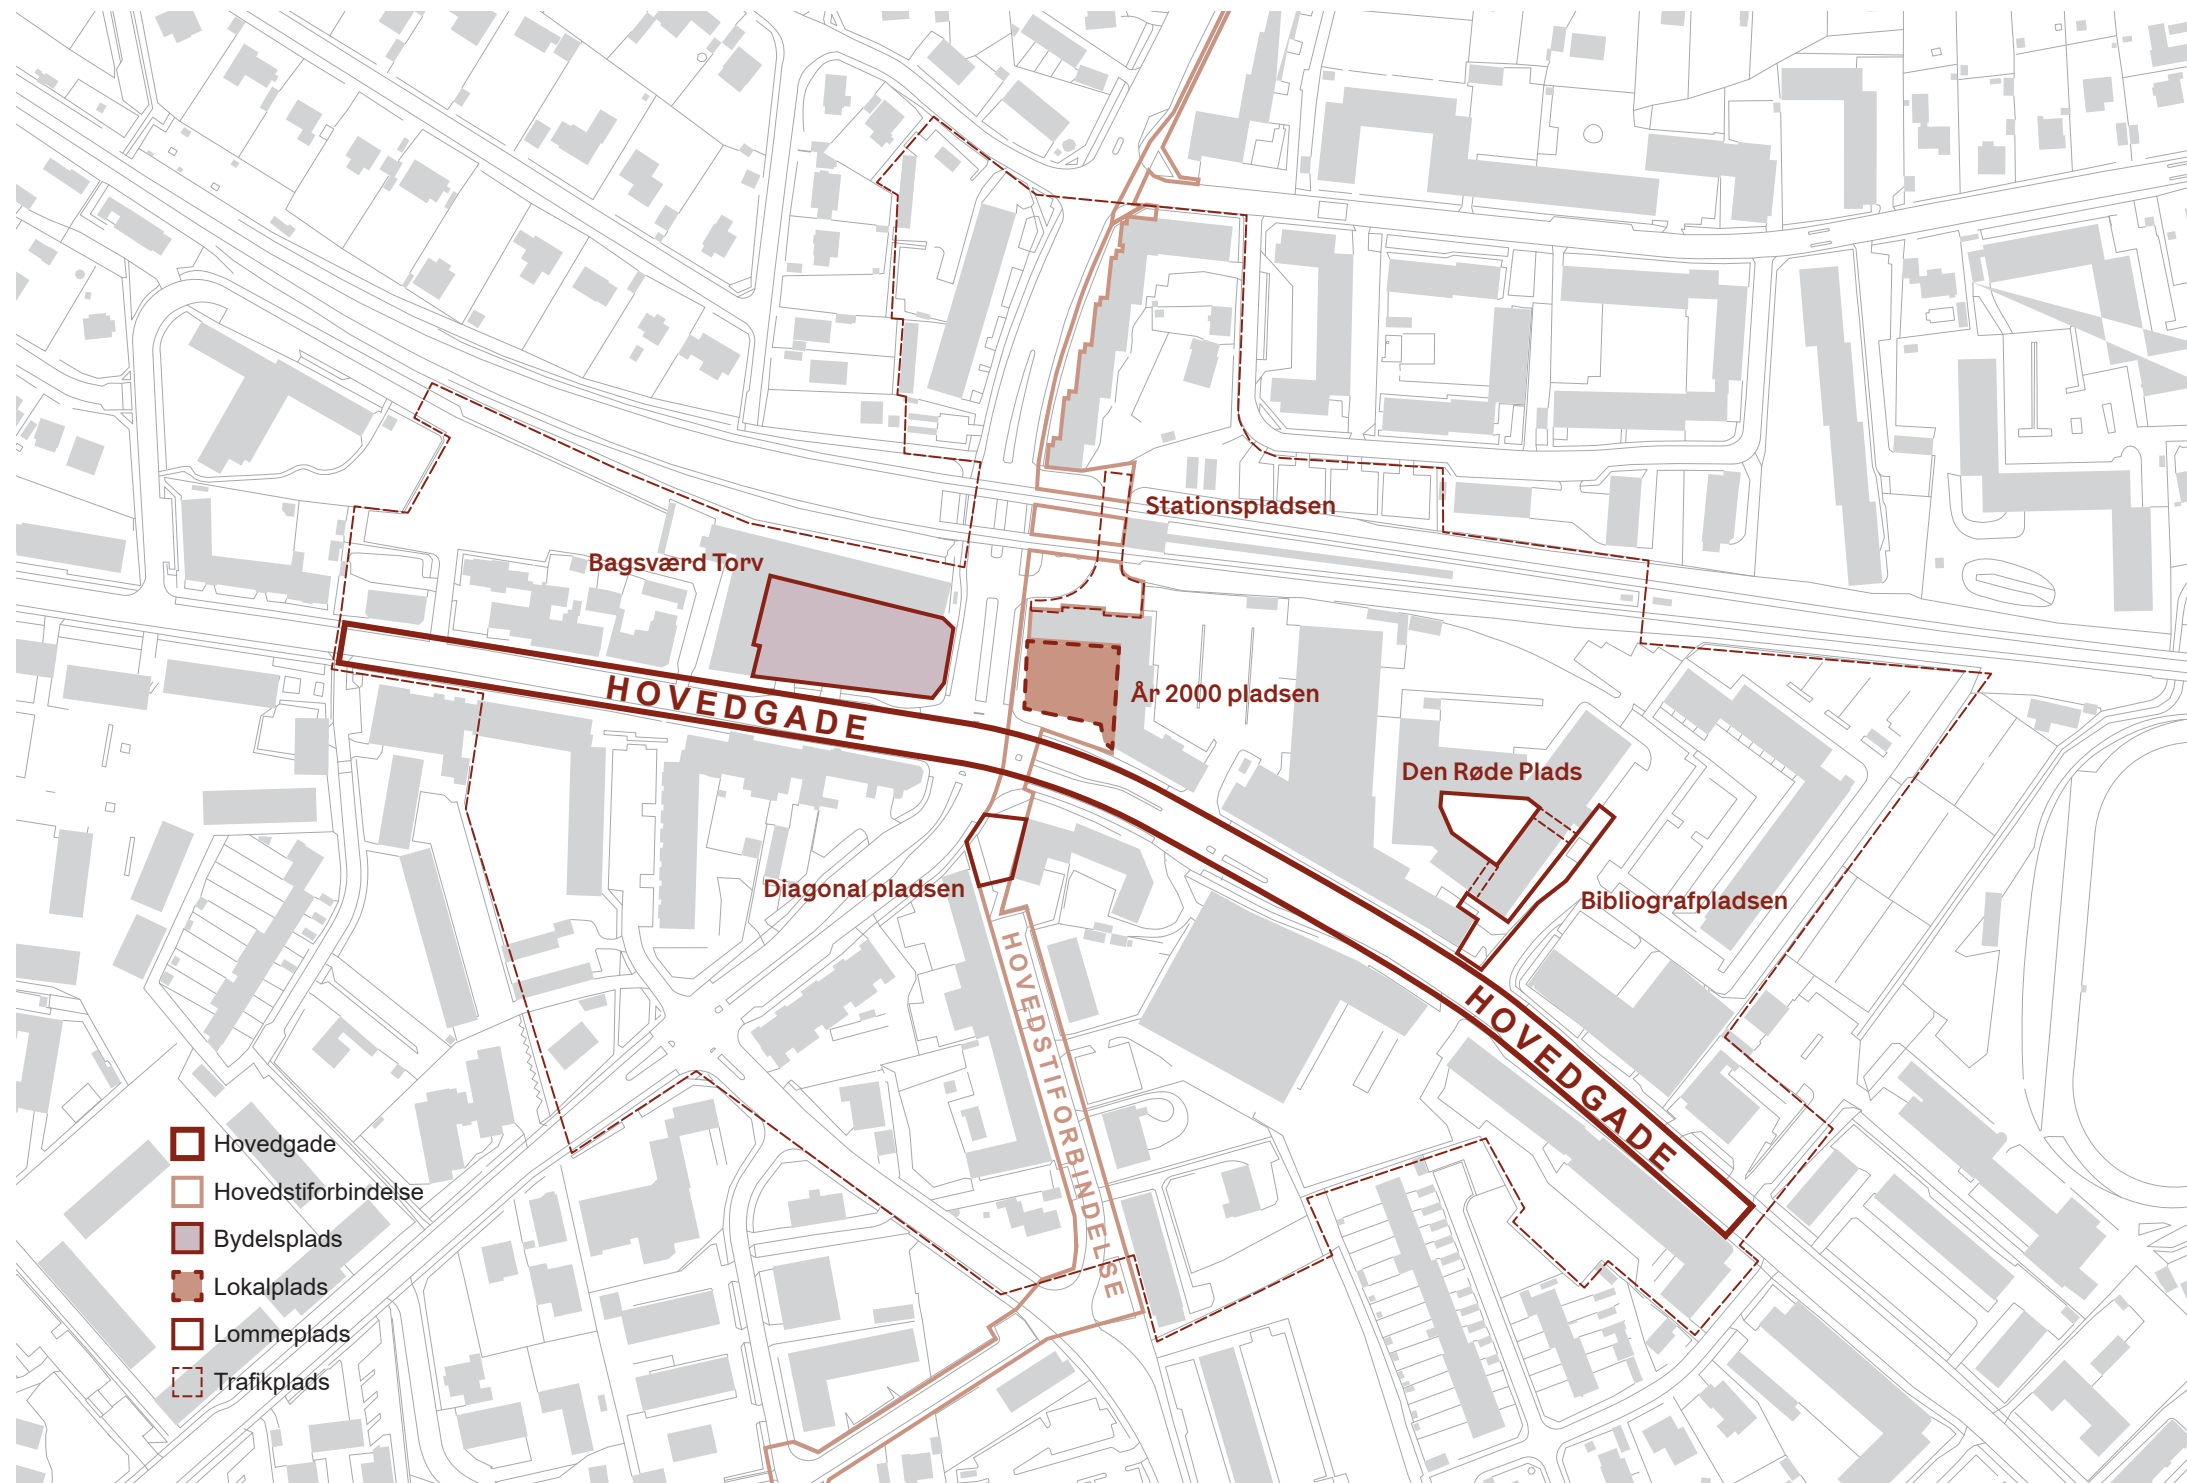 Stationspladsen
Bagsværd Torv
HOVEDGADE
År 2000 pladsen
Den Røde Plads
Diagonal pladsen
Bibliografpladsen
HOVEDSTIFORBINDELSE
HOVEDGADE
Hovedgade
Hovedstiforbindelse
Bydelsplads
Lokalplads
Lommeplads
Trafikplads